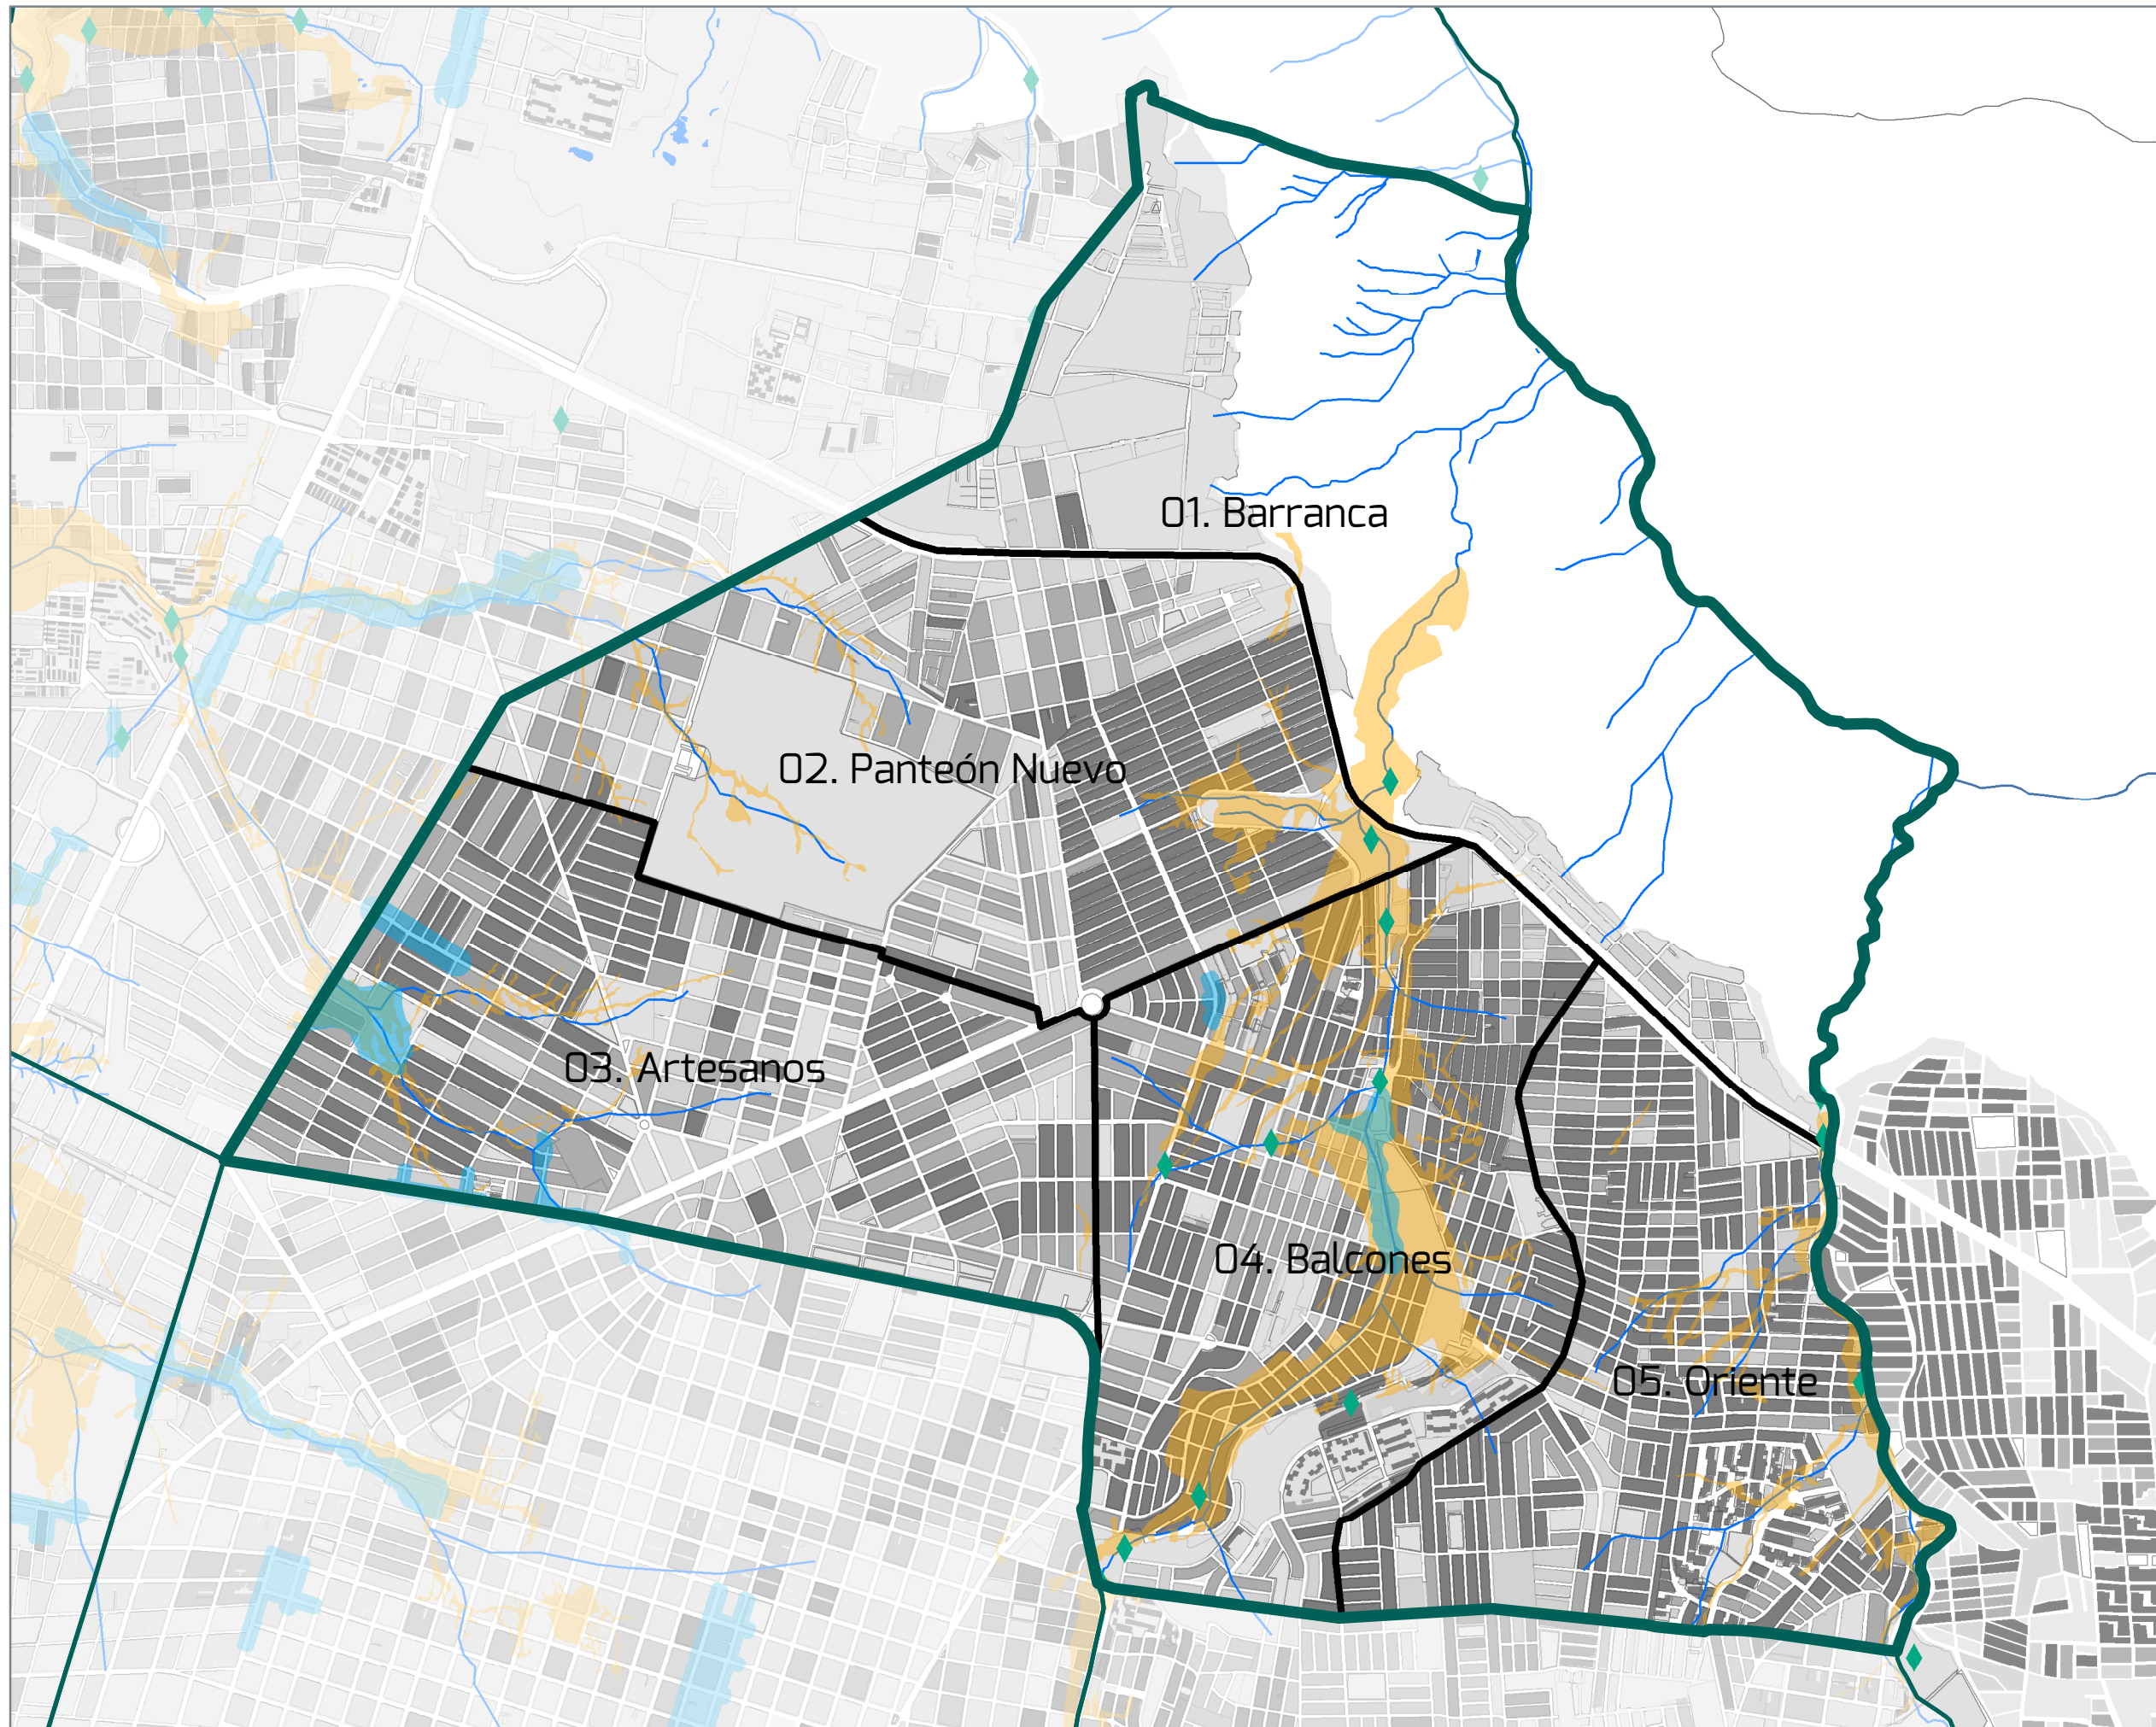 01. Barranca
02. Panteón Nuevo
03. Artesanos
04. Balcones
05. Oriente